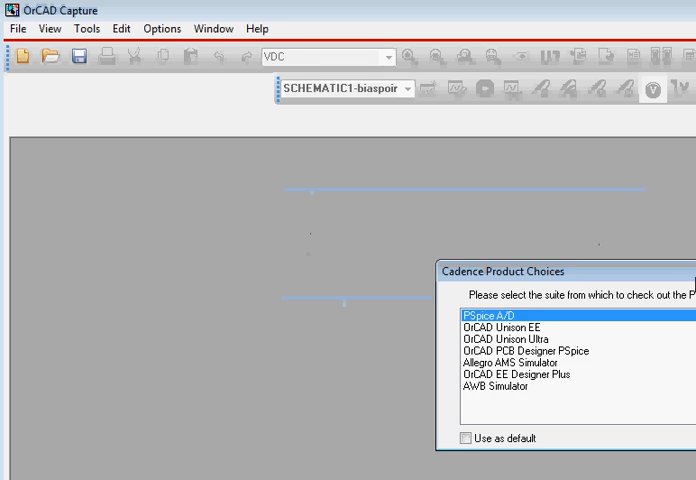 OrCAD Capture
File View Tools Edit Options Window Help
VDC
SCHEMATIC1-biaspoir
Cadence Product Choices
Please select the suite from which to check out the P
PSpice A/D
OrCAD Unison EE
OrCAD Unison Ultra
OrCAD PCB Designer PSpice
Allegro AMS Simulator
OrCAD EE Designer Plus
AWB Simulator
Use as default